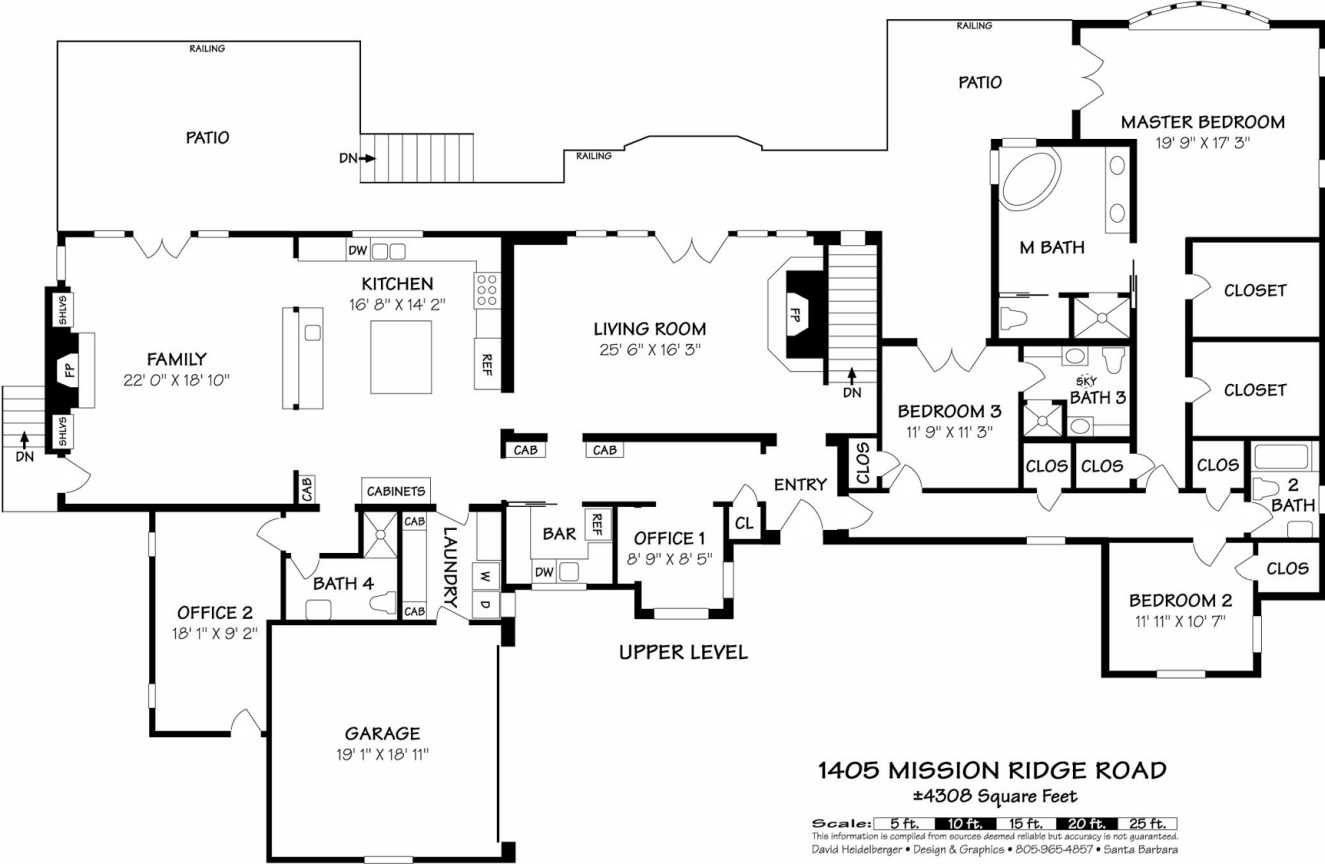 RAILING
RAILING
PATIO
PATIO
DN
RAILING
MASTER BEDROOM
19' 9" X 17' 3"
M BATH
DW
KITCHEN
16' 8" X 14' 2"
SHLVS
FP
SHLVS
FAMILY
22' 0" X 18' 10"
REF
LIVING ROOM
25' 6" X 16' 3"
FP
DN
CLOSET
CLOSET
SKY
BATH 3
BEDROOM 3
11' 9" X 11' 3"
DN
CAB
CAB
CLOS
CLOS
CLOS
CLOS
CAB
CABINETS
ENTRY
2
BATH
CAB
LAUNDRY
BAR
REF
CL
OFFICE 1
8' 9" X 8' 5"
DW
W
D
CAB
BATH 4
CLOS
OFFICE 2
18' 1" X 9' 2"
BEDROOM 2
11' 11" X 10' 7"
UPPER LEVEL
GARAGE
19' 1" X 18' 11"
1405 MISSION RIDGE ROAD
±4308 Square Feet
Scale: 5 ft. 10 ft. 15 ft. 20 ft. 25 ft.
This information is compiled from sources deemed reliable but accuracy is not guaranteed.
David Heidelberger • Design & Graphics • 805-965-4857 • Santa Barbara